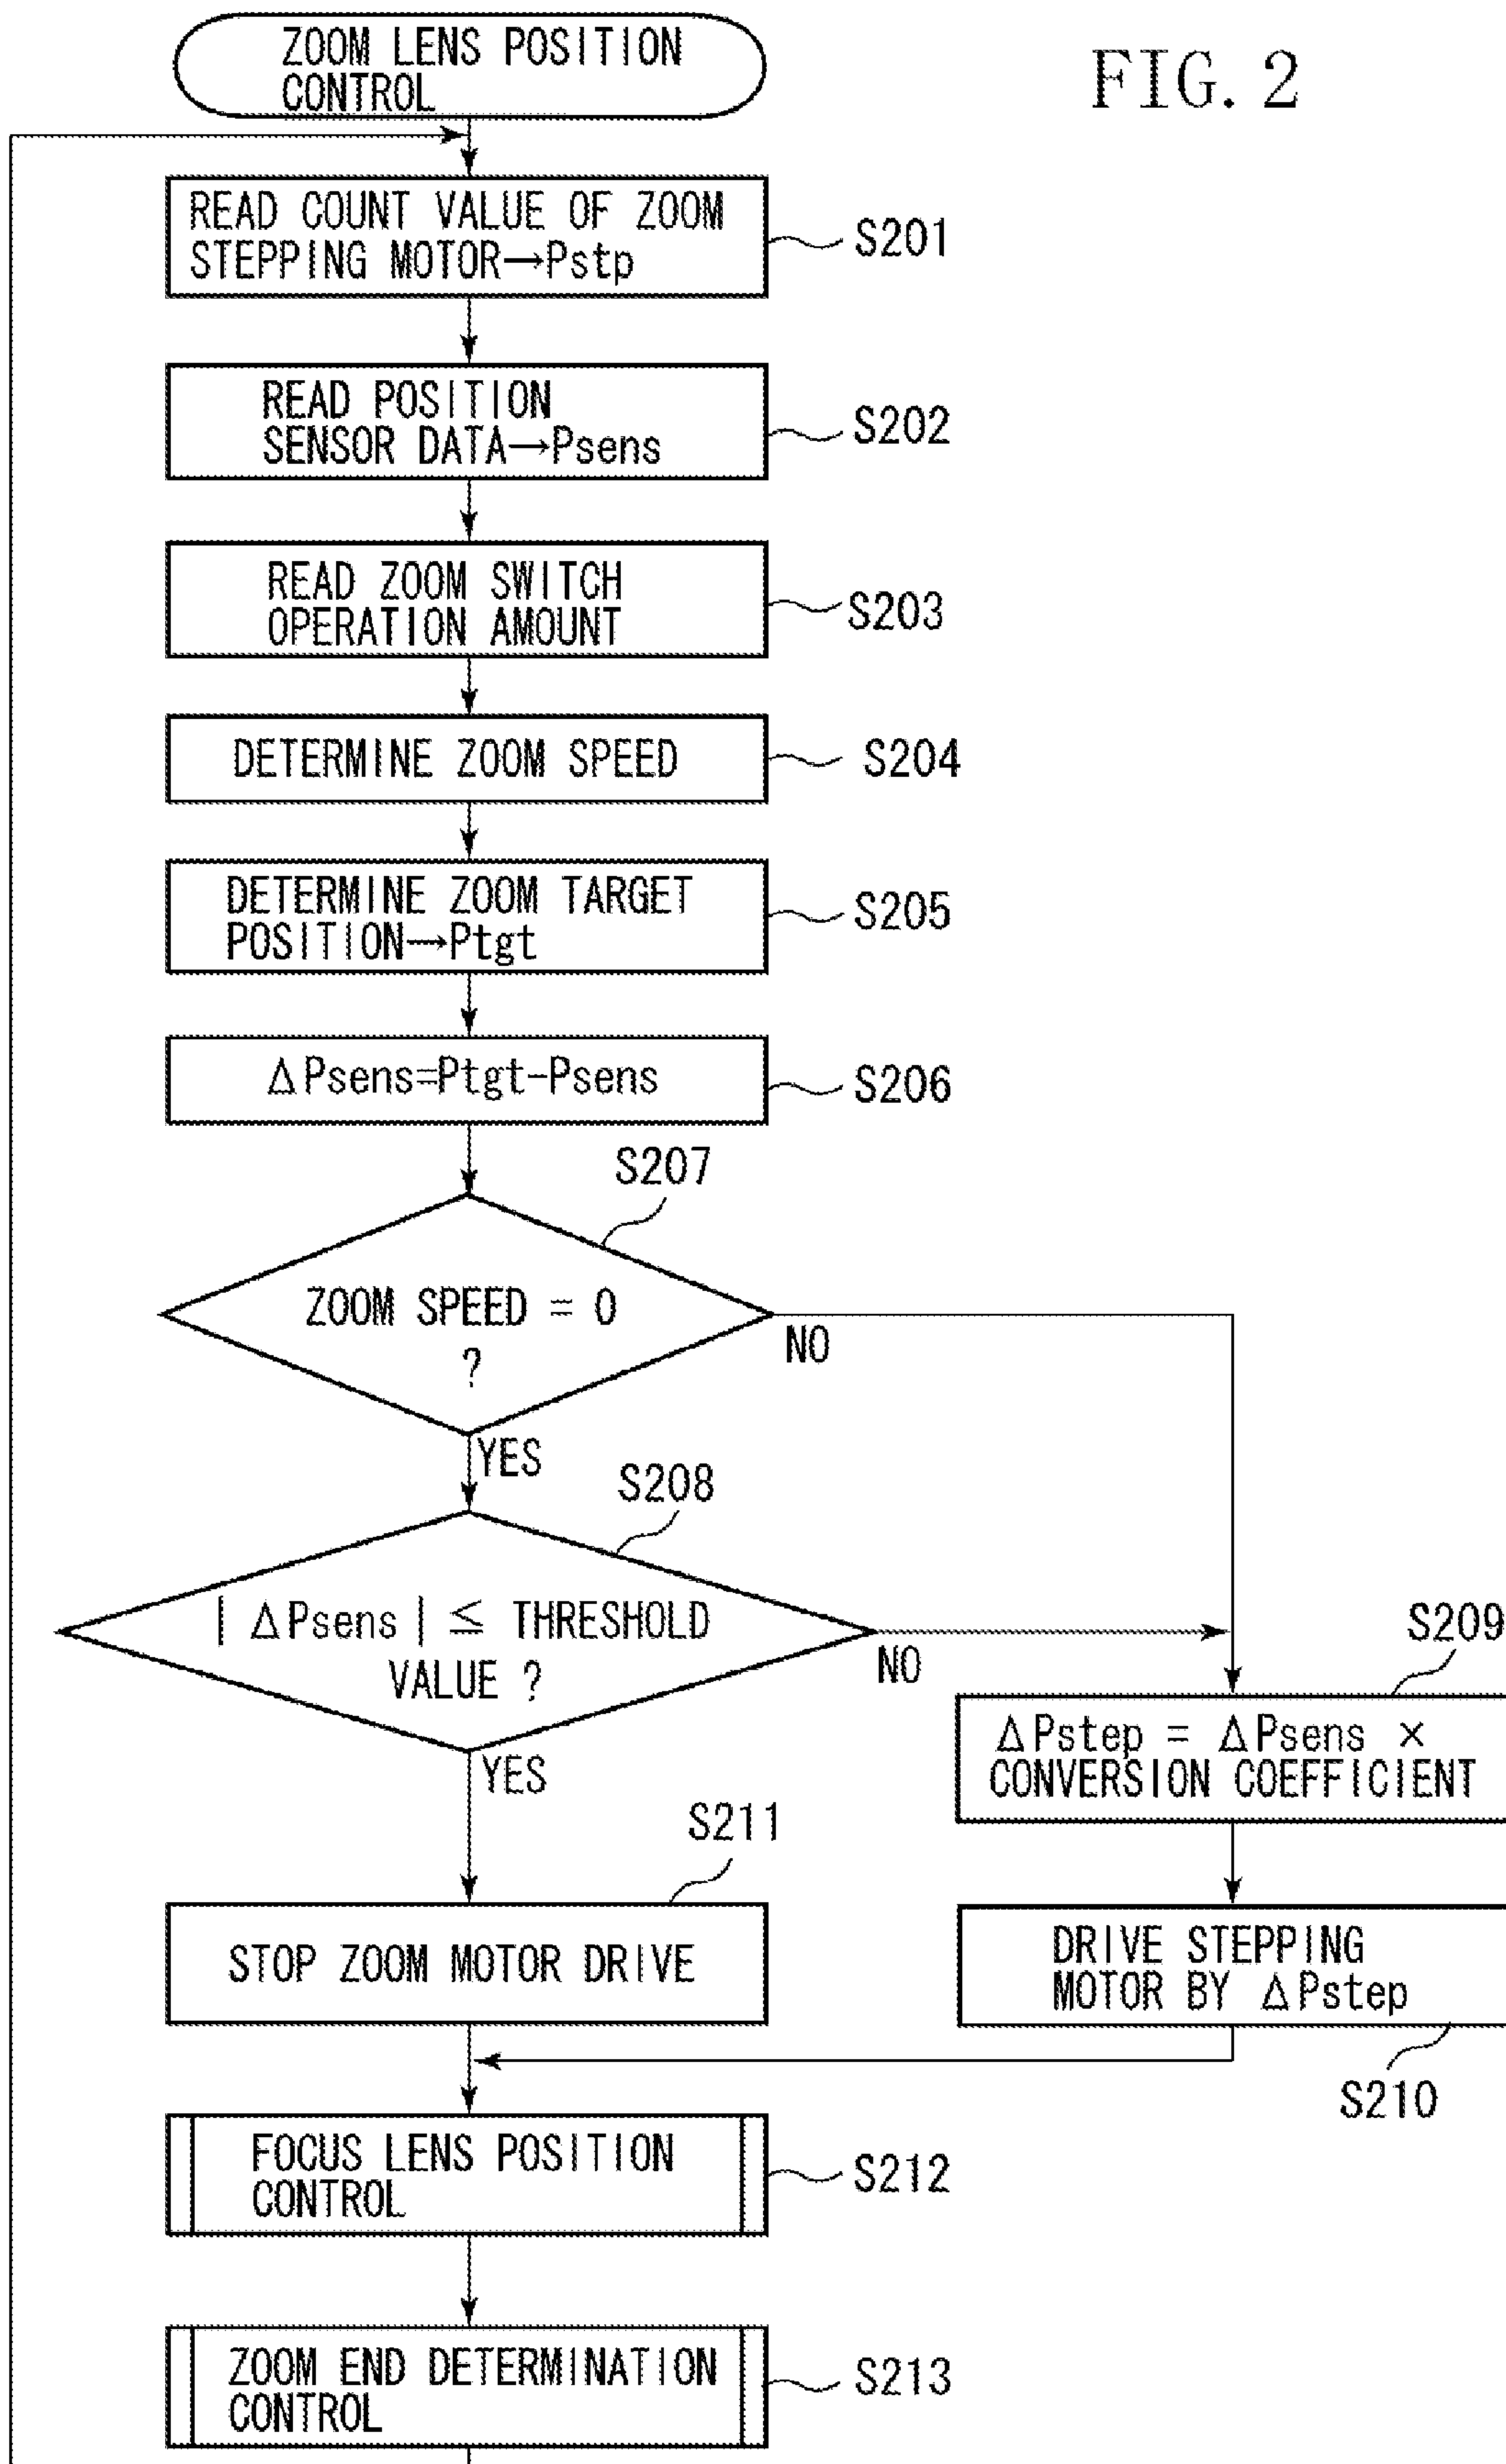 ZOOM LENS POSITION
CONTROL
FIG. 2
READ COUNT VALUE OF ZOOM
STEPPING MOTOR→Pstp
S201
READ POSITION
SENSOR DATA→Psens
S202
READ ZOOM SWITCH
OPERATION AMOUNT
S203
DETERMINE ZOOM SPEED
S204
DETERMINE ZOOM TARGET
POSITION→Ptgt
S205
ΔPsens=Ptgt-Psens
S206
S207
ZOOM SPEED = 0
?
NO
YES
S208
| ΔPsens | ≦ THRESHOLD
VALUE ?
NO
YES
S209
ΔPstep = ΔPsens ×
CONVERSION COEFFICIENT
S211
STOP ZOOM MOTOR DRIVE
DRIVE STEPPING
MOTOR BY ΔPstep
S210
FOCUS LENS POSITION
CONTROL
S212
ZOOM END DETERMINATION
CONTROL
S213